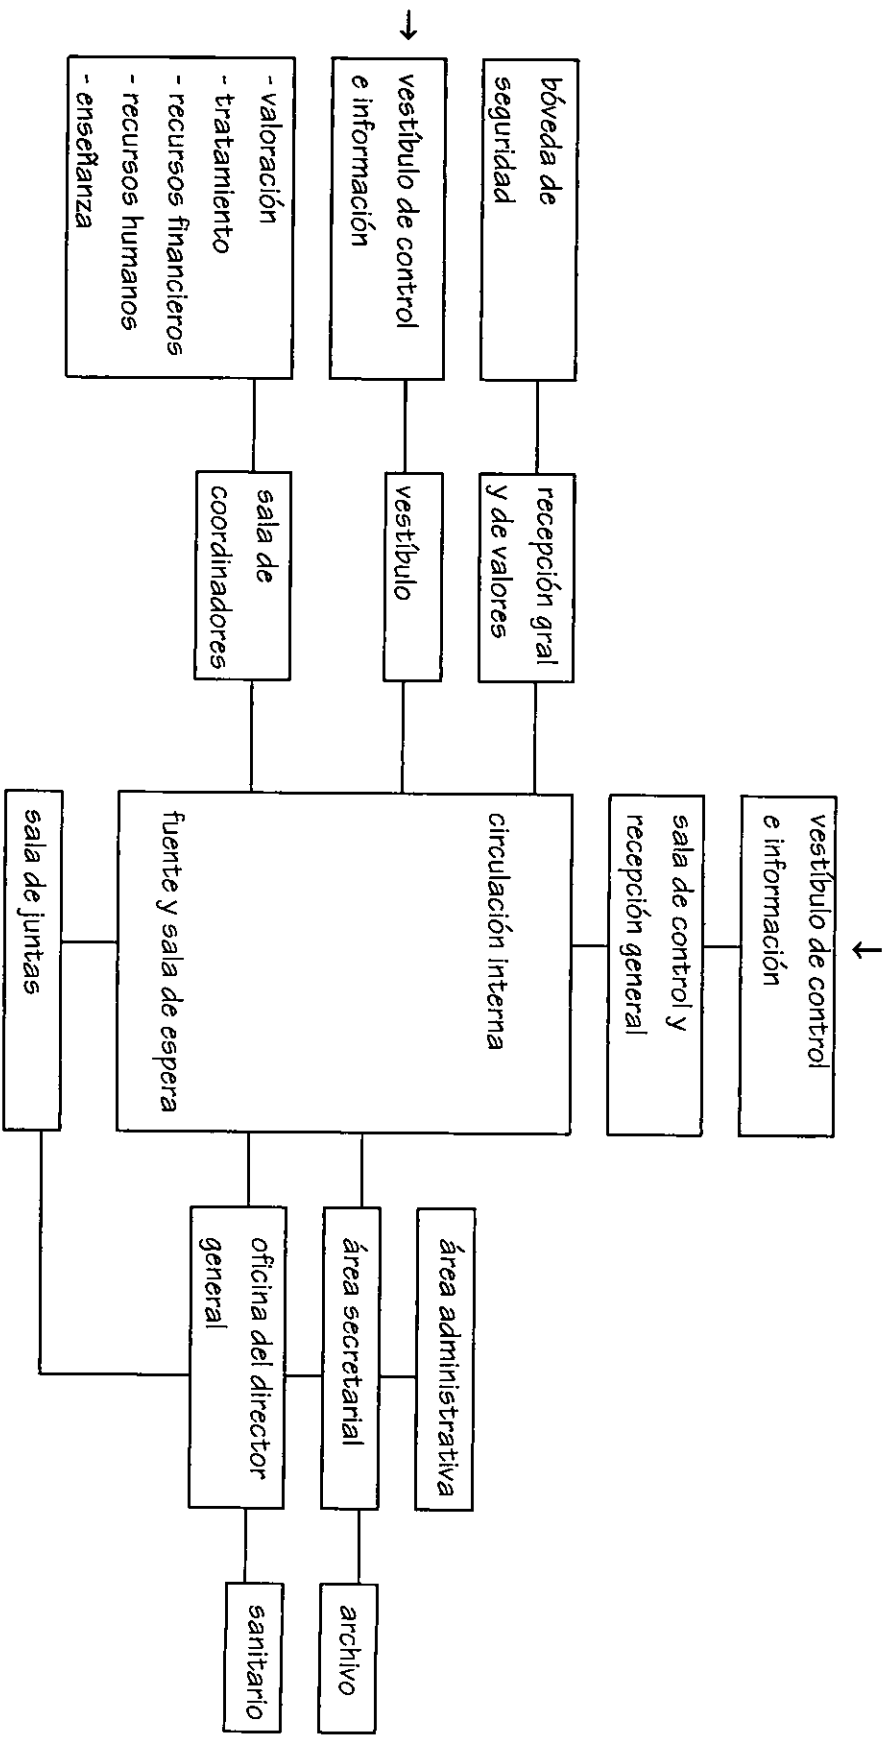 vestíbulo de control
e información
sala de control y
recepción general
bóveda de
seguridad
recepción gral
y de valores
vestíbulo de control
e información
vestíbulo
- valoración
- tratamiento
- recursos financieros
- recursos humanos
- enseñanza
sala de
coordinadores
circulación interna
fuente y sala de espera
sala de juntas
área administrativa
área secretarial
archivo
oficina del director
general
sanitario